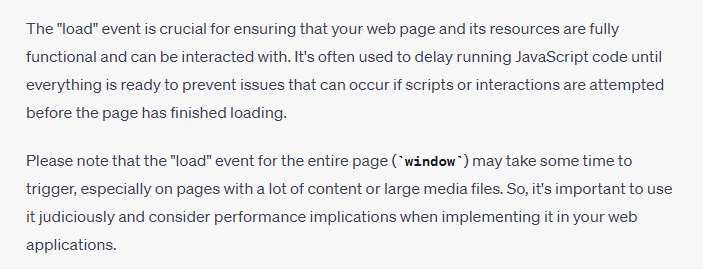 The "load" event is crucial for ensuring that your web page and its resources are fully
functional and can be interacted with. It's often used to delay running JavaScript code until
everything is ready to prevent issues that can occur if scripts or interactions are attempted
before the page has finished loading.
Please note that the "load" event for the entire page (`window`) may take some time to
trigger, especially on pages with a lot of content or large media files. So, it's important to use
it judiciously and consider performance implications when implementing it in your web
applications.